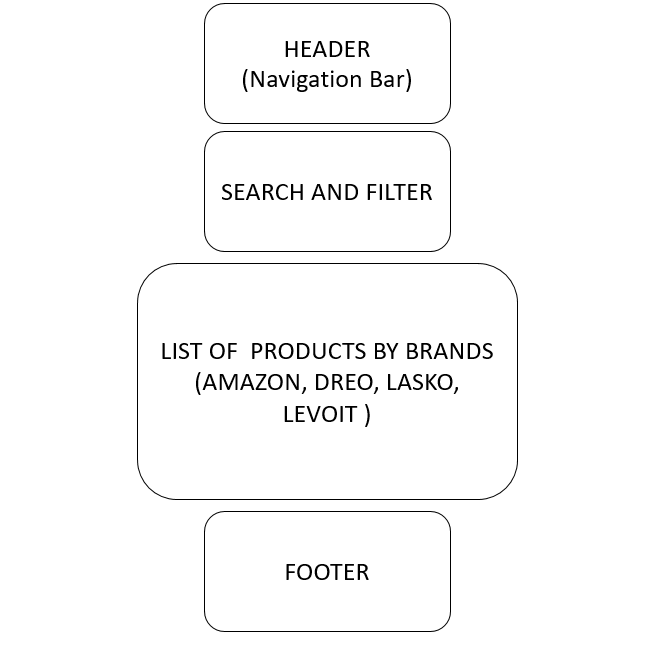 HEADER
(Navigation Bar)
SEARCH AND FILTER
LIST OF  PRODUCTS BY BRANDS
(AMAZON, DREO, LASKO,
LEVOIT )
FOOTER